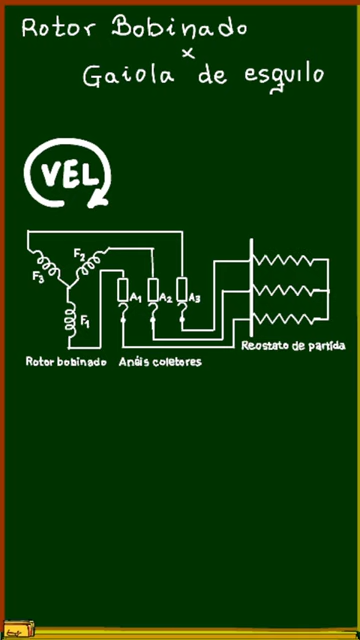 Rotor Bobinado
x
Gaiola de esquilo
VEL
F2
F3
A1 A2 A3
F1
Reostato de partida
Rotor bobinado Anéis coletores